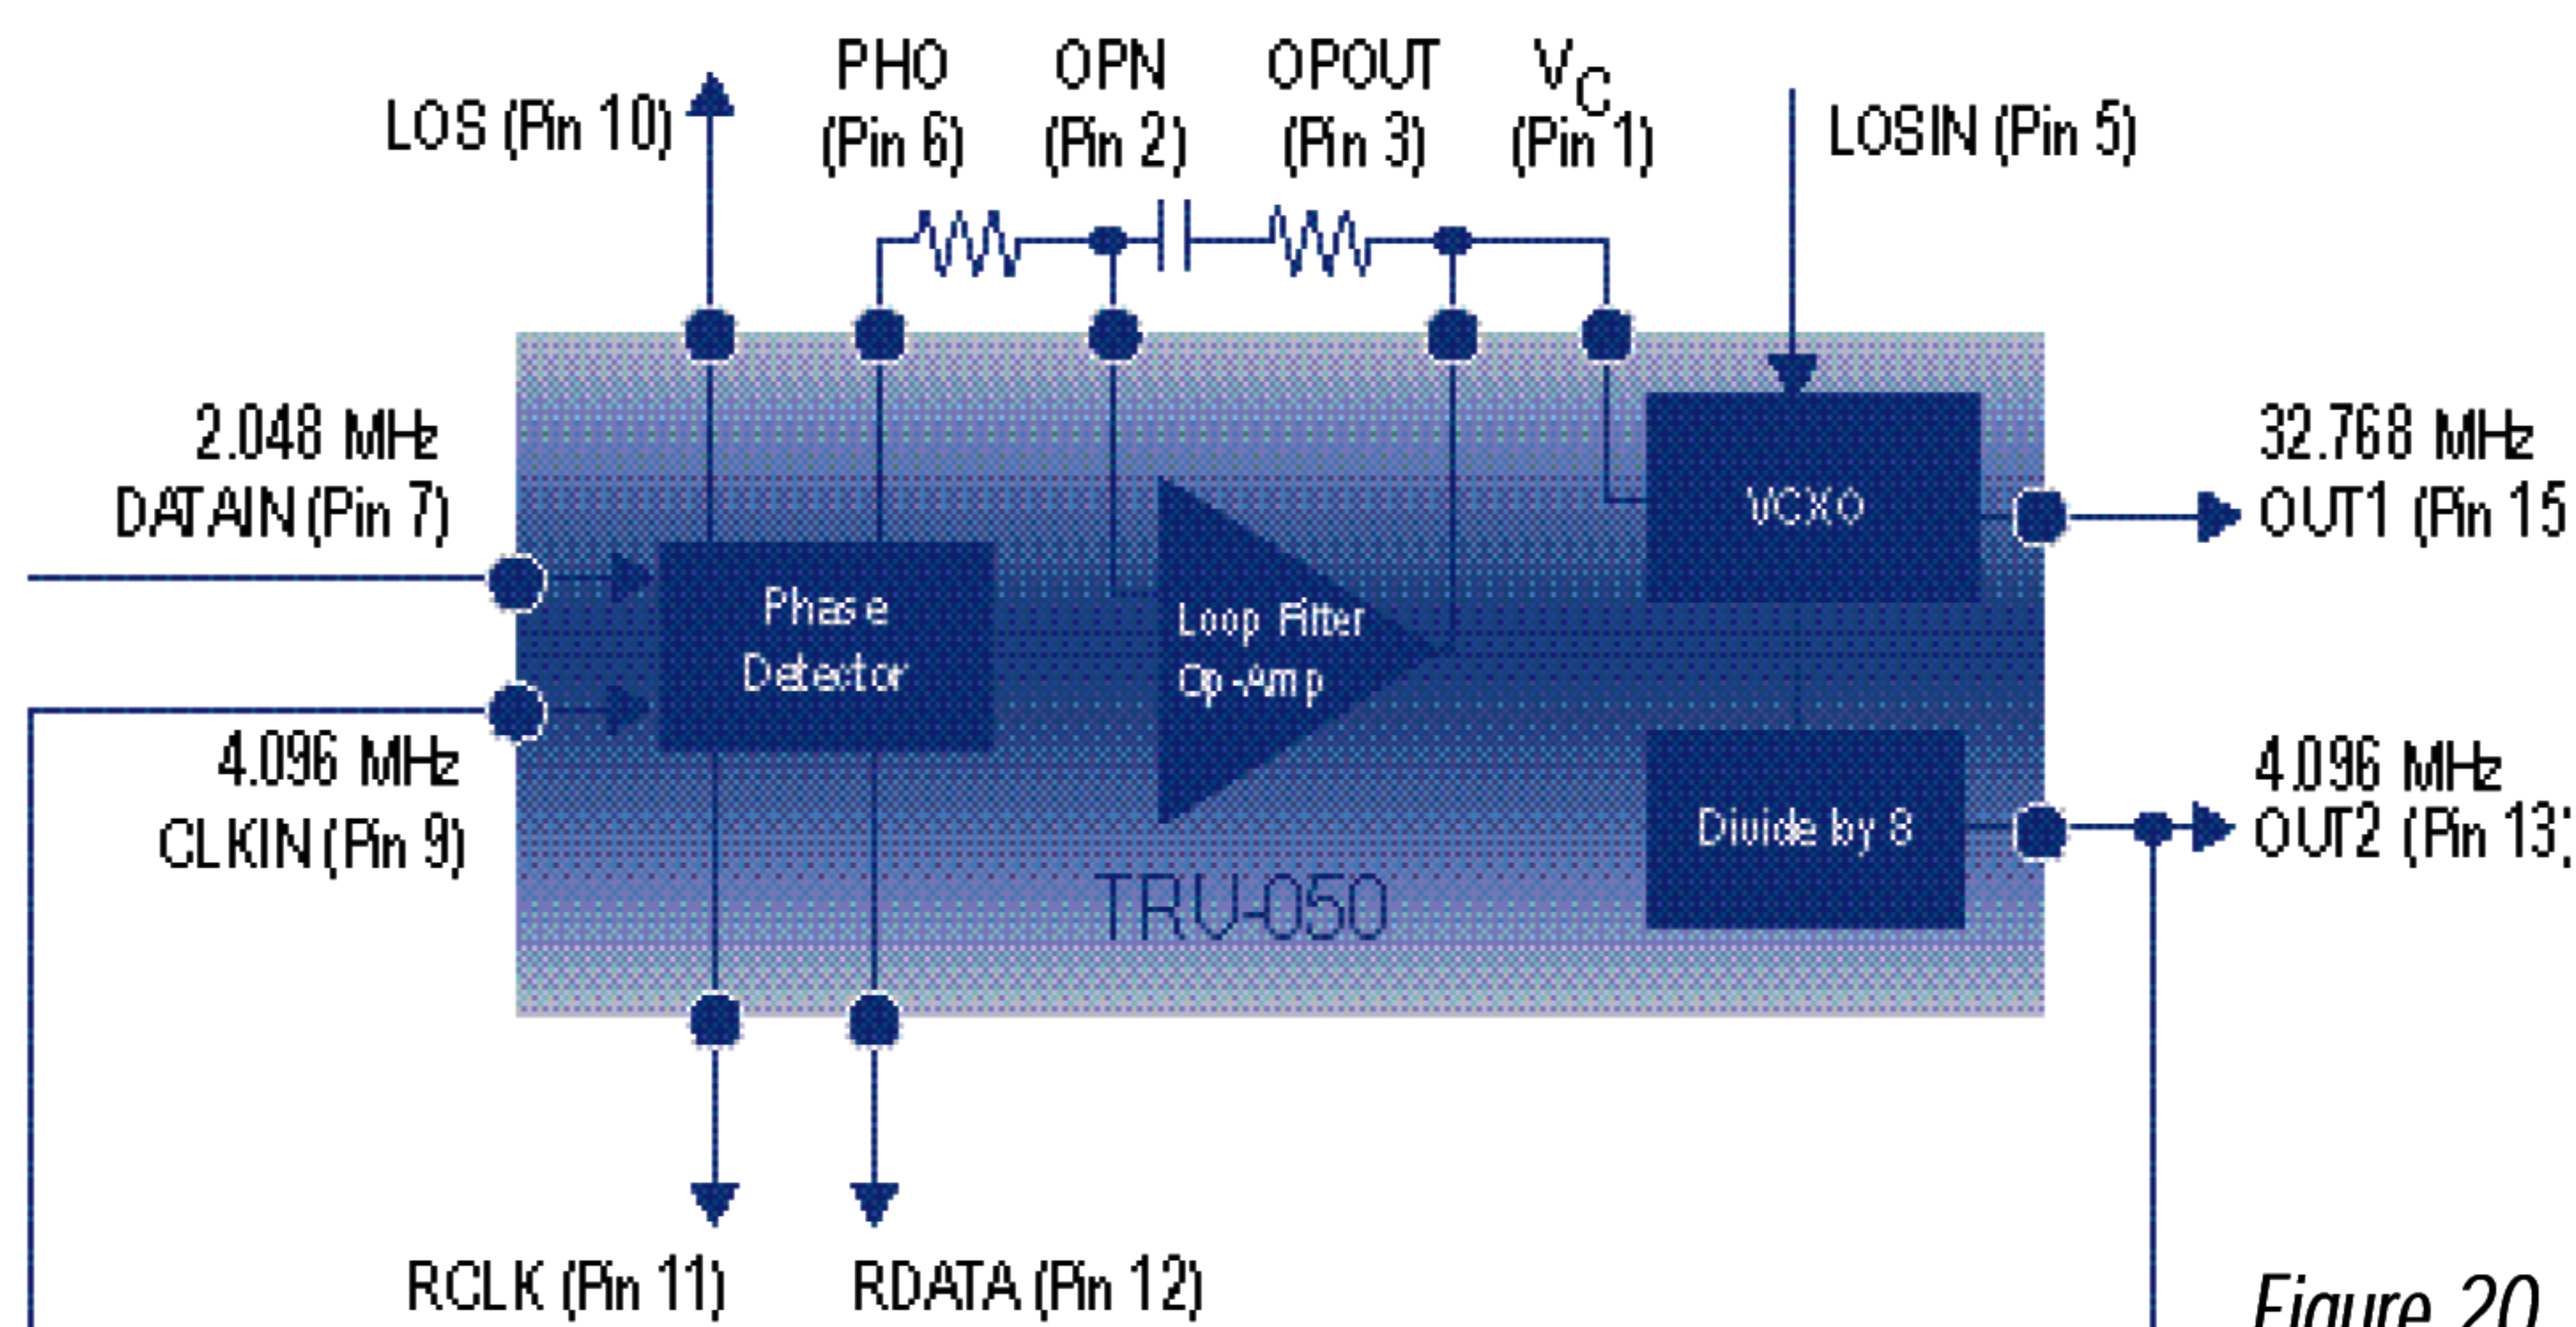 PHO OPN OPOUT VC
LOS (Pin 10) (Pin 6) (Pin 2) (Pin 3) (Pin 1) LOSIN (Pin 5)
2.048 MHz
DATAIN (Pin 7)
32.768 MHz
OUT1 (Pin 15
VCXO
Phase
Detector
Loop Filter
Op-Amp
4.096 MHz
CLKIN (Pin 9)
4.096 MHz
OUT2 (Pin 13)
Divide by 8
TRU-050
RCLK (Pin 11) RDATA (Pin 12)
Figure 20